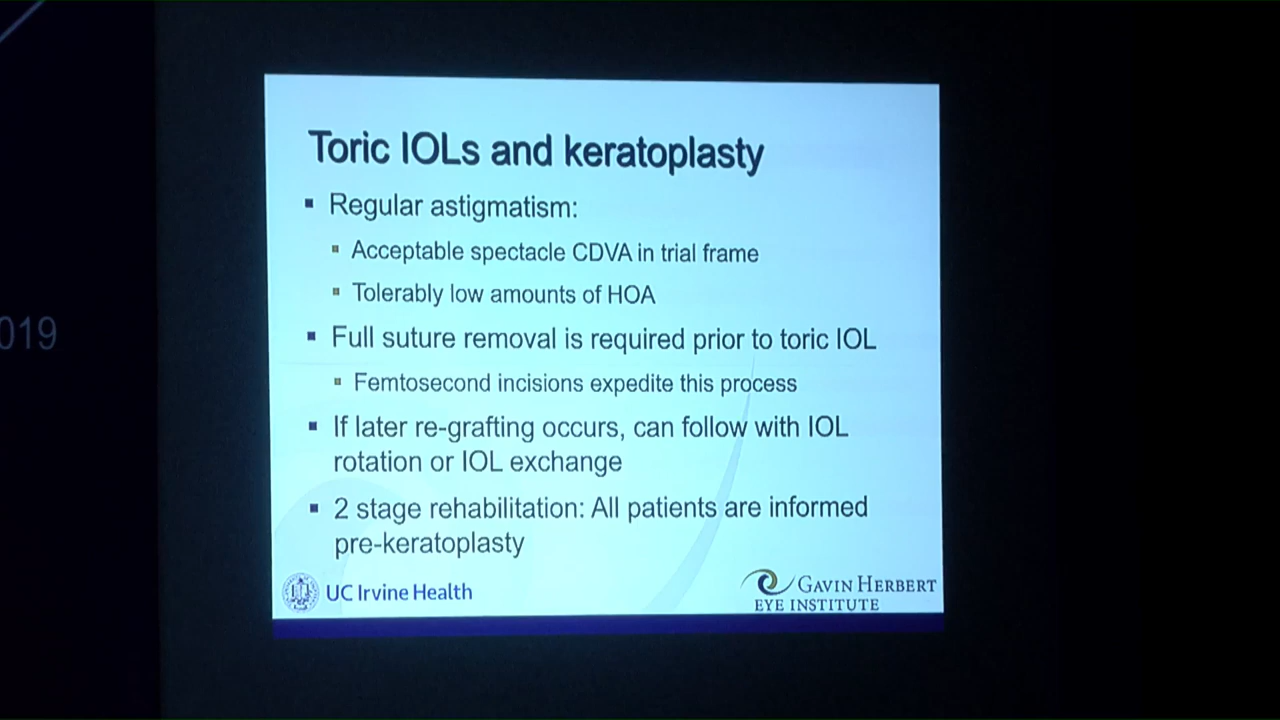 019
Toric IOLs and keratoplasty
Regular astigmatism:
Acceptable spectacle CDVA in trial frame
Tolerably low amounts of HOA
Full suture removal is required prior to toric IOL
Femtosecond incisions expedite this process
If later re-grafting occurs, can follow with IOL
rotation or IOL exchange
2 stage rehabilitation: All patients are informed
pre-keratoplasty
UC Irvine Health
GAVIN HERBERT
EYE INSTITUTE